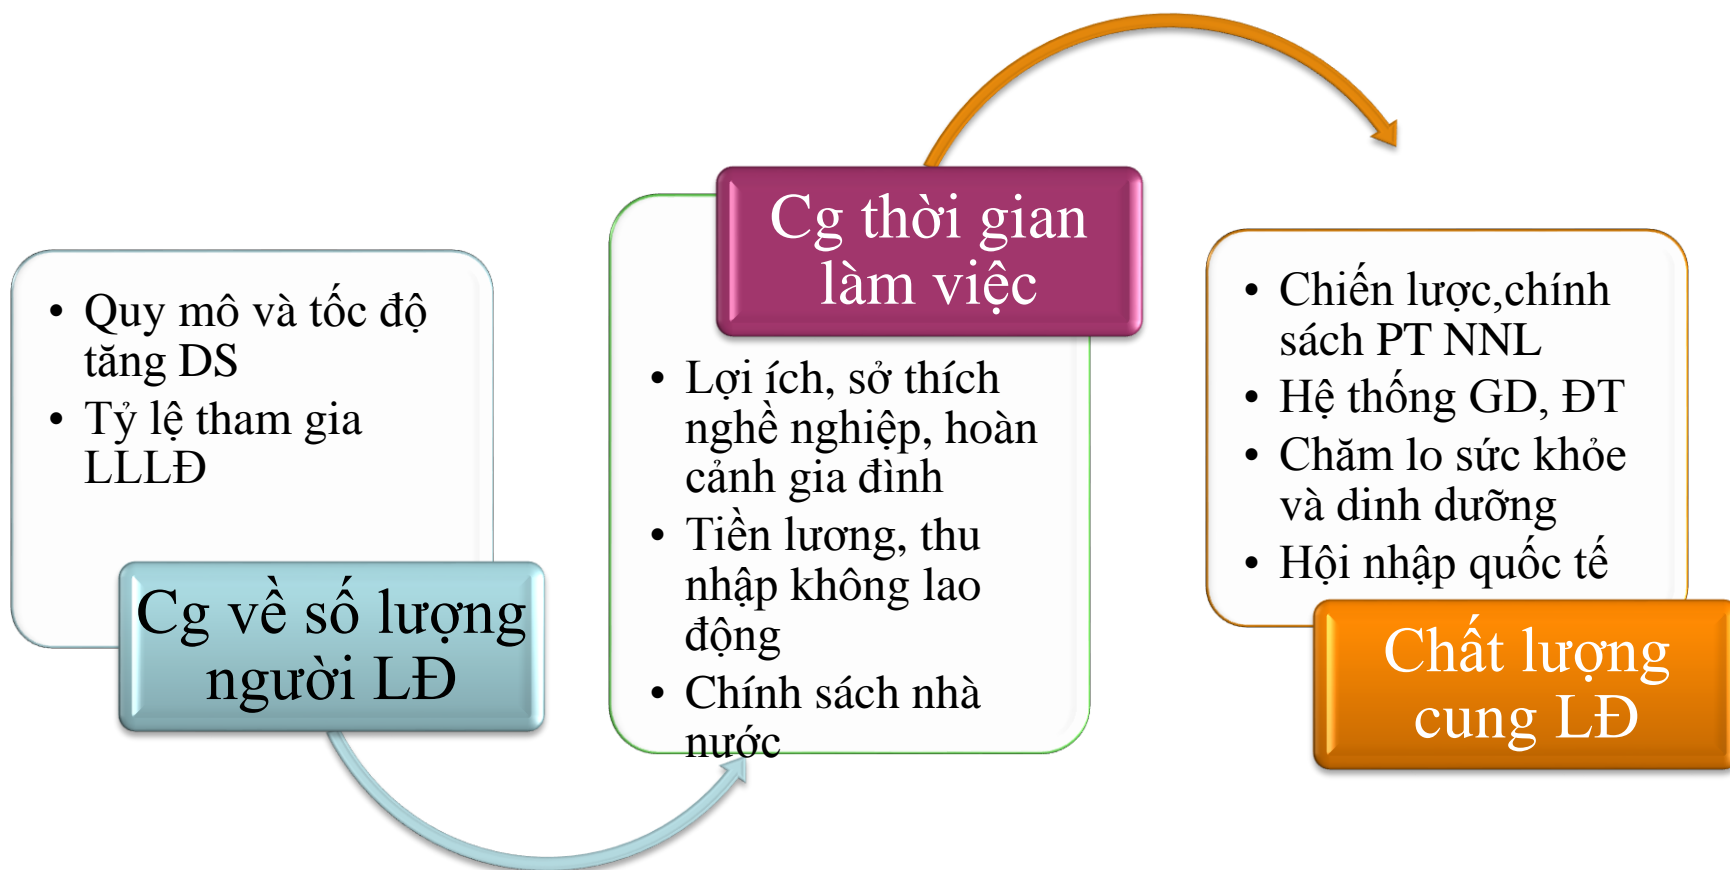 • Quy mô và tốc độ
tăng DS
• Tỷ lệ tham gia
LLLĐ
Cg về số lượng
người LĐ
Cg thời gian
làm việc
• Lợi ích, sở thích
nghề nghiệp, hoàn
cảnh gia đình
• Tiền lương, thu
nhập không lao
động
• Chính sách nhà
nước
• Chiến lược,chính
sách PT NNL
• Hệ thống GD, ĐT
• Chăm lo sức khỏe
và dinh dưỡng
• Hội nhập quốc tế
Chất lượng
cung LĐ